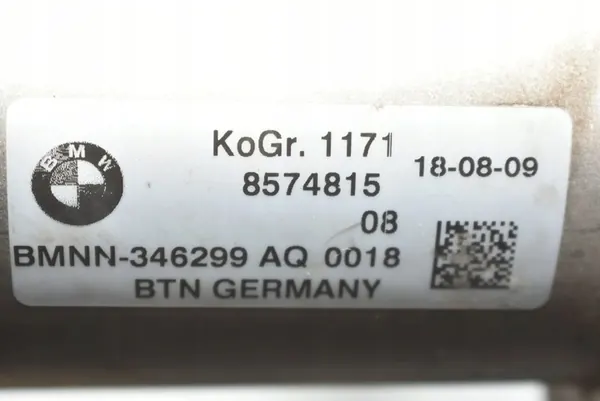 BMW
KoGr. 1171
18-08-09
8574815
08
BMNN-346299 AQ 0018
BTN GERMANY